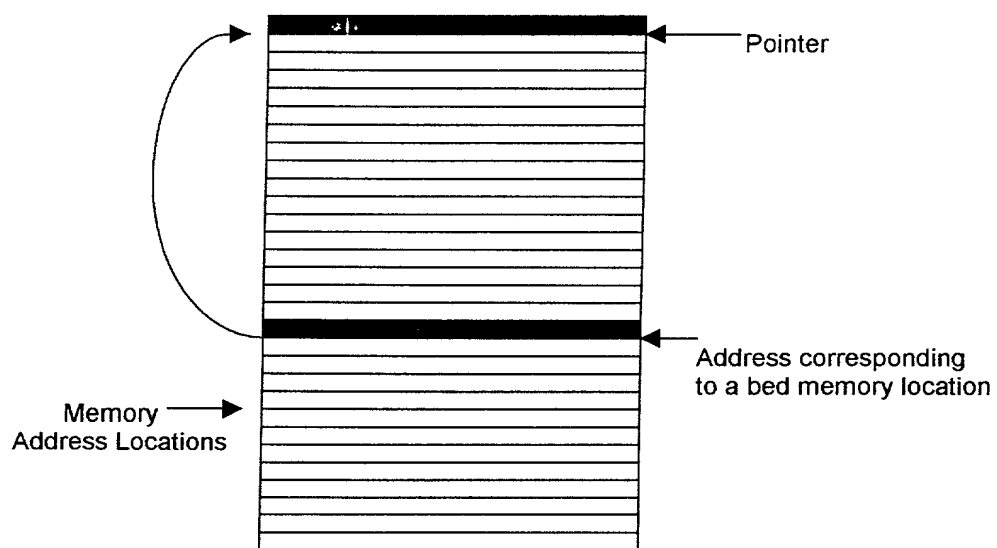 Pointer
Address corresponding
to a bed memory location
Memory
Address Locations